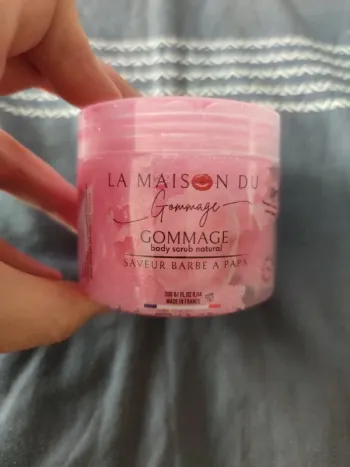 LA MAISON DU
Gommage
GOMMAGE
body scrub natural
SAVEUR BARBE A PAPA
MADE IN FRANCE